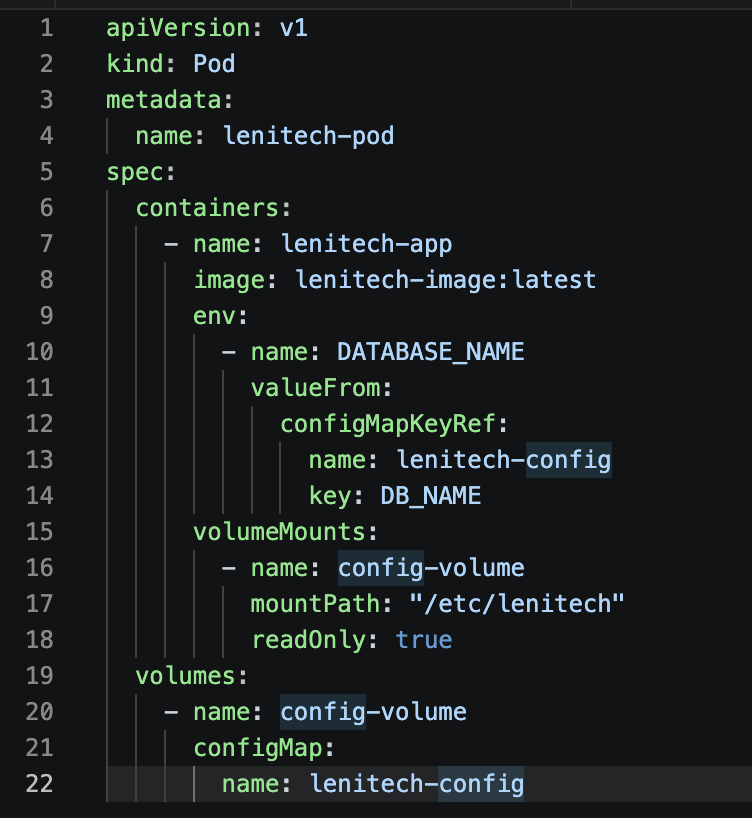 1 apiVersion: v1
2 kind: Pod
3 metadata:
4   name: lenitech-pod
5 spec:
6   containers:
7     - name: lenitech-app
8       image: lenitech-image:latest
9       env:
10         - name: DATABASE_NAME
11           valueFrom:
12             configMapKeyRef:
13               name: lenitech-config
14               key: DB_NAME
15       volumeMounts:
16         - name: config-volume
17           mountPath: "/etc/lenitech"
18           readOnly: true
19   volumes:
20     - name: config-volume
21       configMap:
22         name: lenitech-config